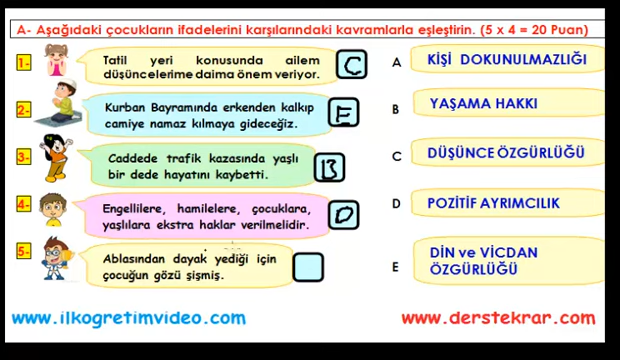 A- Aşağıdaki çocukların ifadelerini karşılarındaki kavramlarla eşleştirin. (5 x 4 = 20 Puan)
1- Tatil yeri konusunda ailem
düşüncelerime daima önem veriyor. C
A KİŞİ DOKUNULMAZLIĞI
2- Kurban Bayramında erkenden kalkıp
camiye namaz kılmaya gideceğiz. E
B YAŞAMA HAKKI
3- Caddede trafik kazasında yaşlı
bir dede hayatını kaybetti. B
C DÜŞÜNCE ÖZGÜRLÜĞÜ
4- Engellilere, hamilelere, çocuklara,
yaşlılara ekstra haklar verilmelidir. D
D POZİTİF AYRIMCILIK
5- Ablasından dayak yediği için
çocuğun gözü şişmiş.
E DİN ve VİCDAN
ÖZGÜRLÜĞÜ
www.ilkogretimvideo.com
www.derstekrar.com